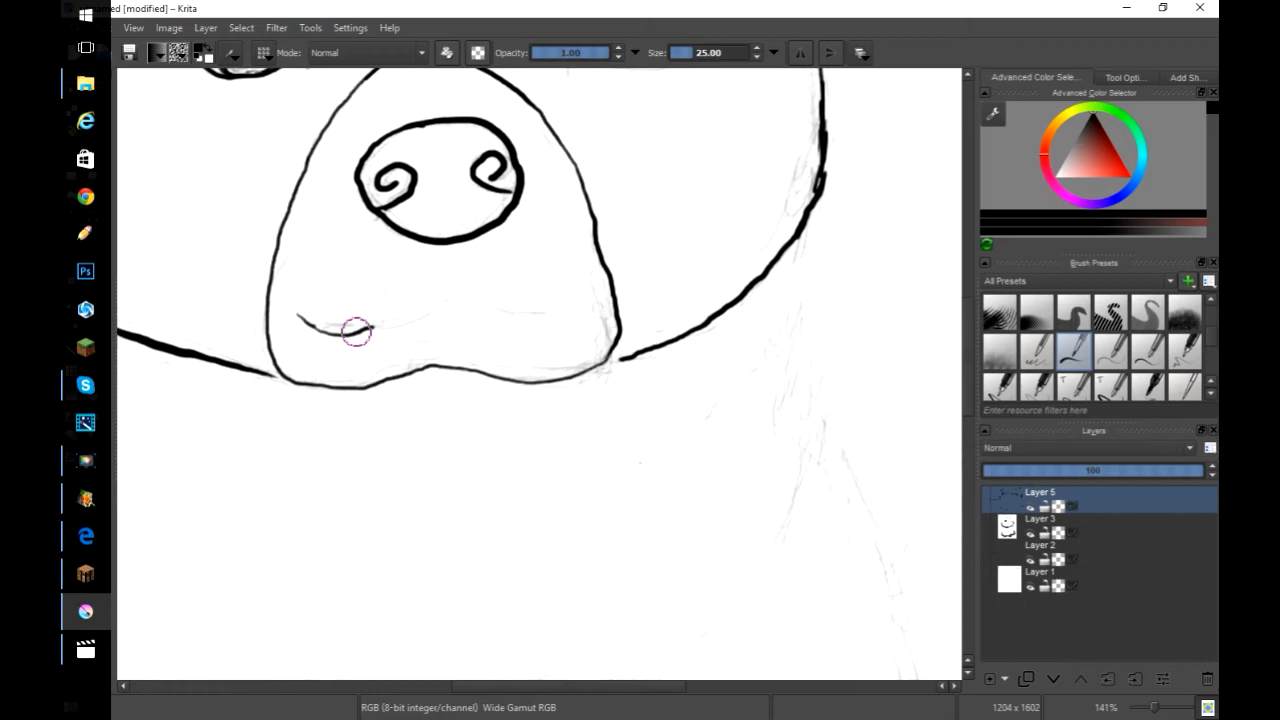 named [modified] - Krita
View Image Layer Select Filter Tools Settings Help
Mode: Normal Opacity: 1.00 Size: 25.00
Advanced Color Sele... Tool Opti... Add Sh...
Advanced Color Selector
Brush Presets
All Presets
Enter resource filters here
Layers
Normal
100
Layer 5
Layer 3
Layer 2
Layer 1
RGB (8-bit integer/channel) Wide Gamut RGB 1204 x 1602 141%